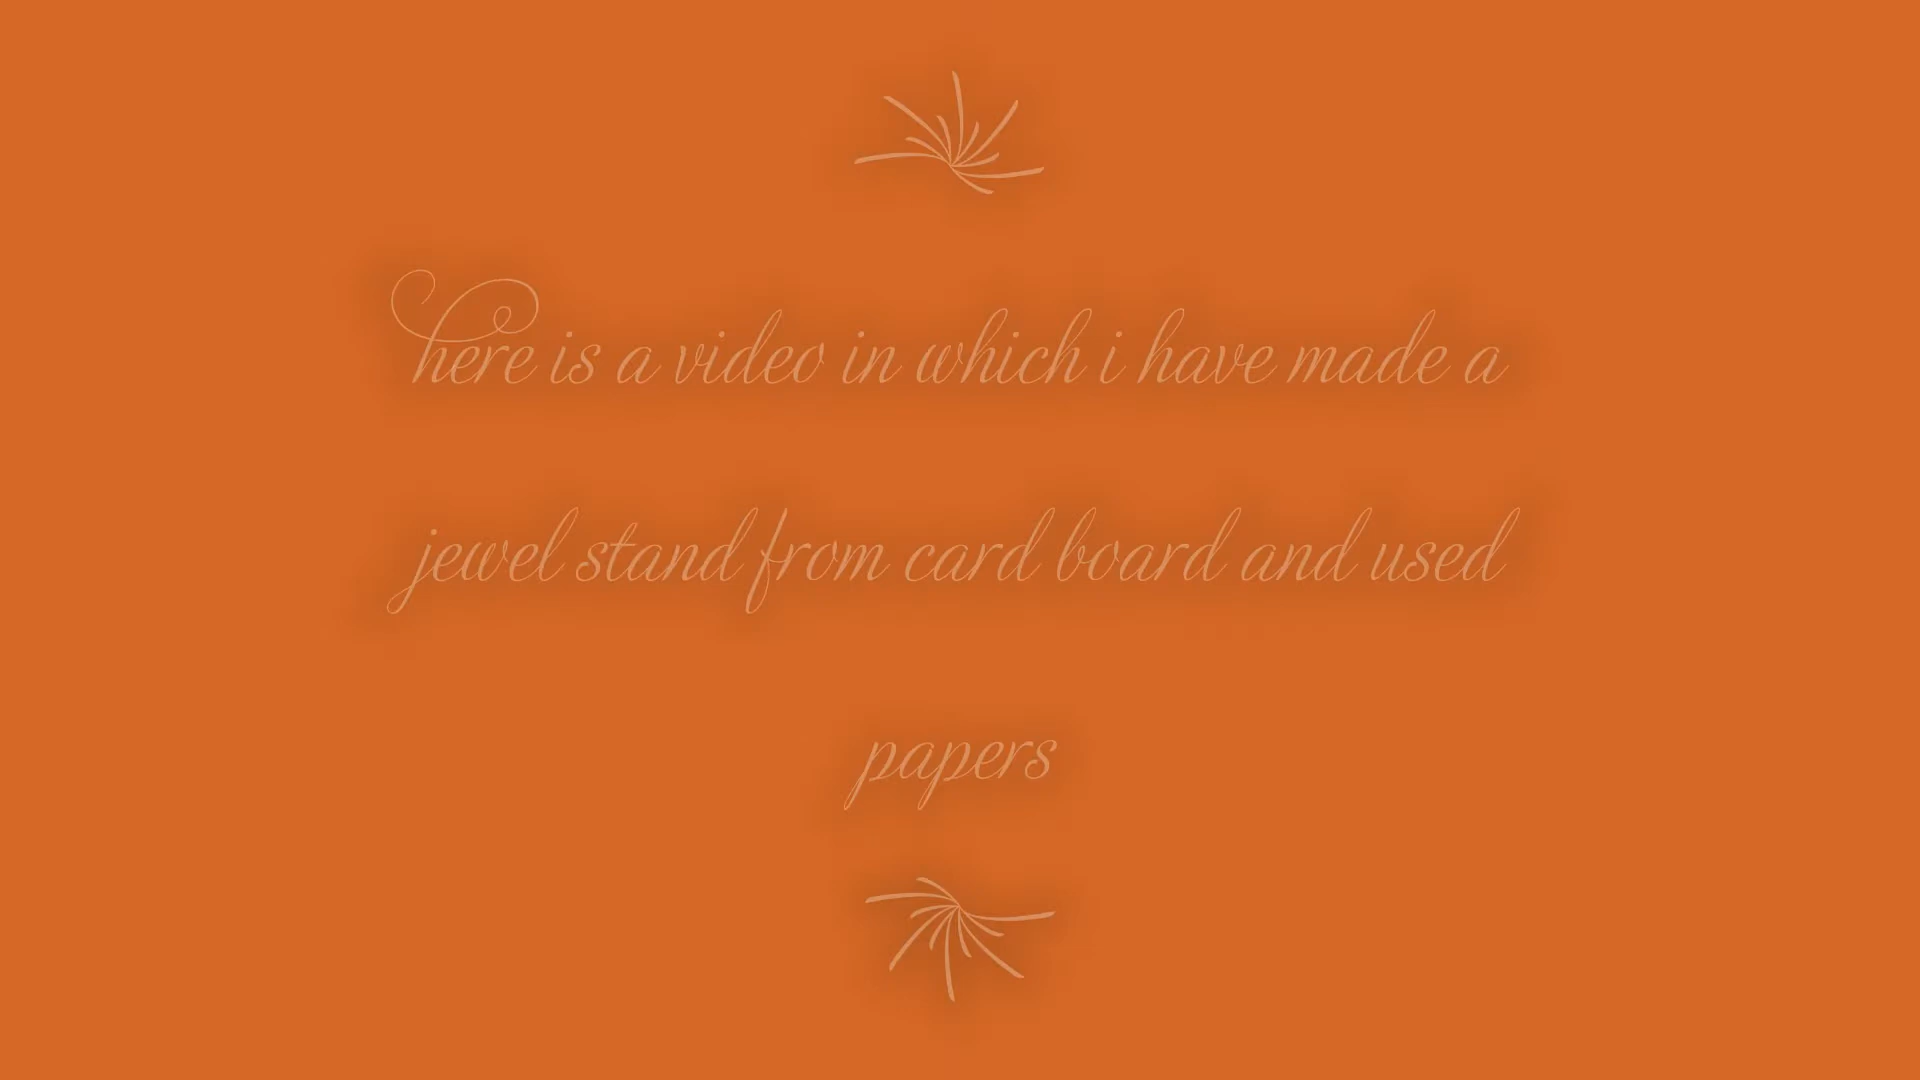 here is a video in which i have made a
jewel stand from card board and used
papers